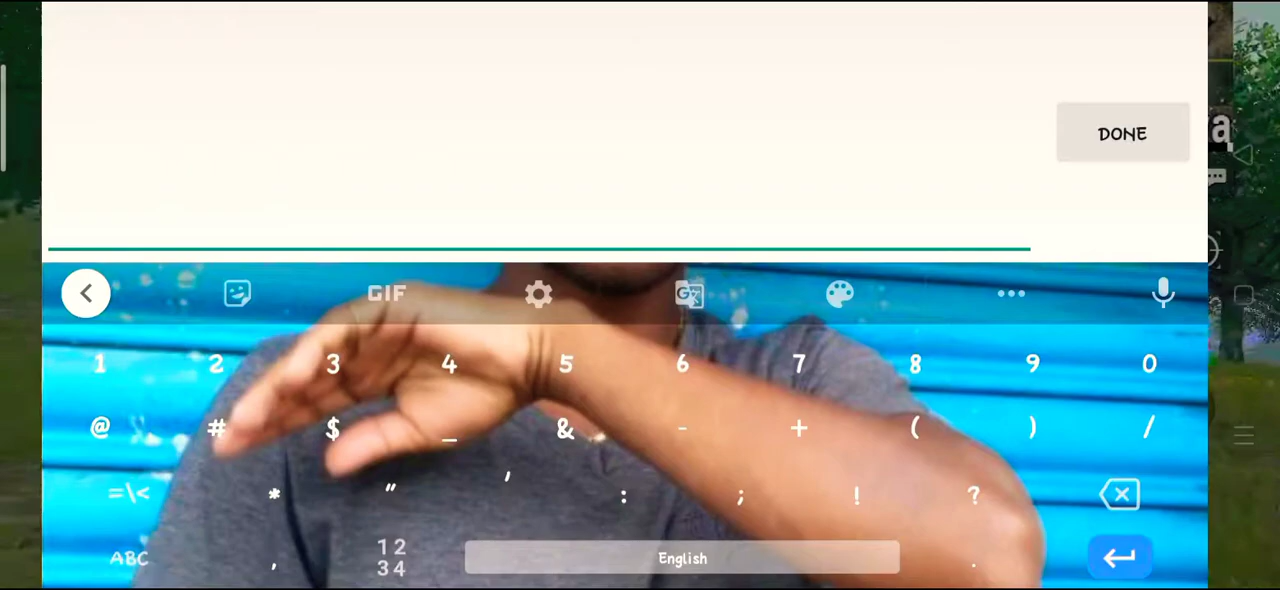 DONE
GIF
1 2 3 4 5 6 7 8 9 0
@ # $ _ & - + ( ) /
=\< * " ' : ; ! ?
ABC , 12 34 English .